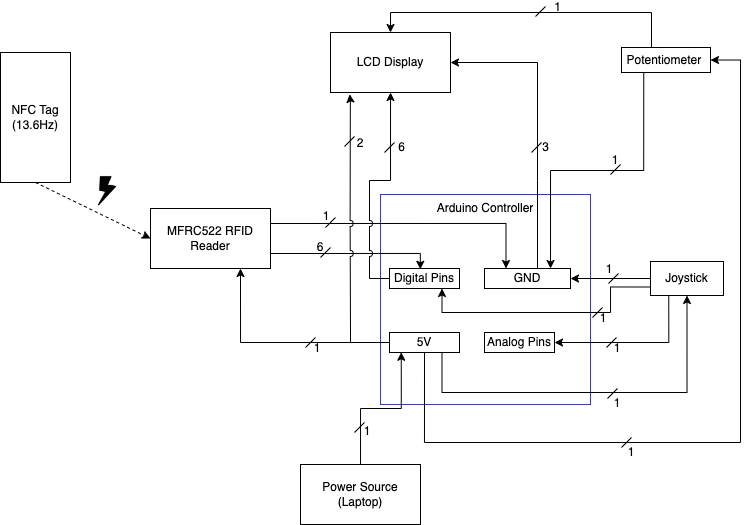 1
LCD Display
Potentiometer
NFC Tag
(13.6Hz)
2
6
3
1
Arduino Controller
MFRC522 RFID
Reader
1
6
Digital Pins
GND
1
Joystick
1
1
5V
Analog Pins
1
1
1
1
Power Source
(Laptop)